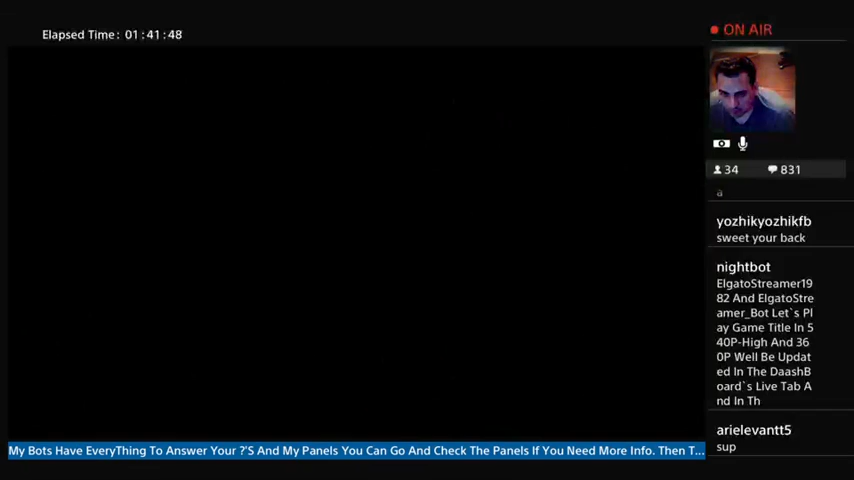 Elapsed Time: 01:41:48
ON AIR
34 831
a
yozhikyozhikfb
sweet your back
nightbot
ElgatoStreamer19
82 And ElgatoStre
amer_Bot Let`s Pl
ay Game Title In 5
40P-High And 36
0P Well Be Updat
ed In The DaashB
oard`s Live Tab A
nd In Th
arielevantt5
sup
My Bots Have EveryThing To Answer Your ?'S And My Panels You Can Go And Check The Panels If You Need More Info. Then T...